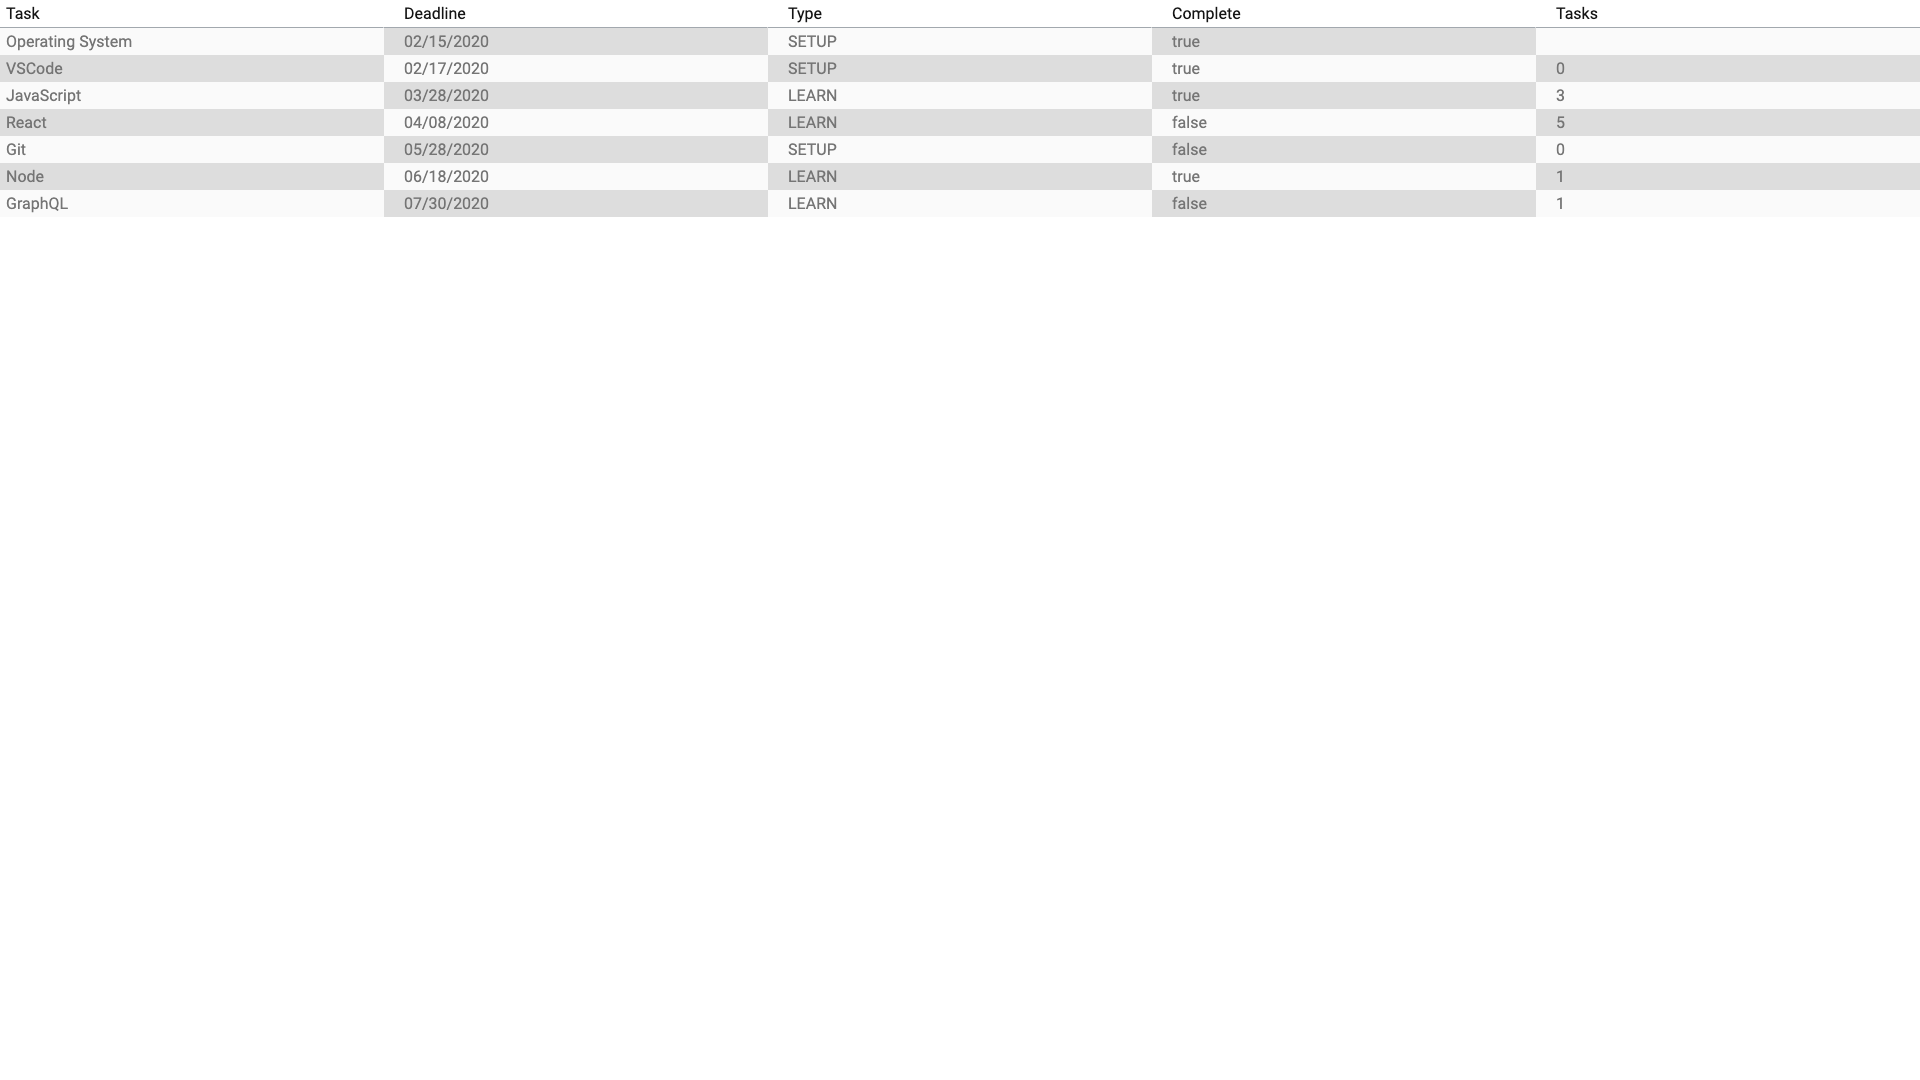 Task Deadline Type Complete Tasks
Operating System 02/15/2020 SETUP true
VSCode 02/17/2020 SETUP true 0
JavaScript 03/28/2020 LEARN true 3
React 04/08/2020 LEARN false 5
Git 05/28/2020 SETUP false 0
Node 06/18/2020 LEARN true 1
GraphQL 07/30/2020 LEARN false 1